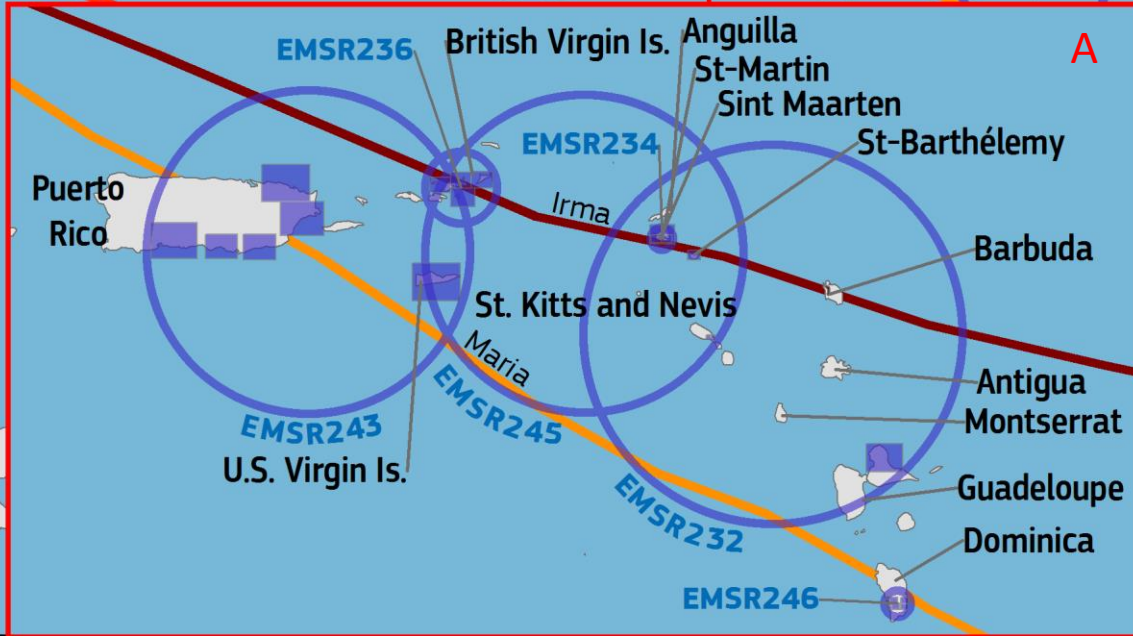 A
EMSR236
British Virgin Is.
Anguilla
St-Martin
Sint Maarten
EMSR234
St-Barthélemy
Puerto
Rico
Irma
Barbuda
St. Kitts and Nevis
Maria
Antigua
EMSR243
EMSR245
Montserrat
U.S. Virgin Is.
Guadeloupe
EMSR232
Dominica
EMSR246